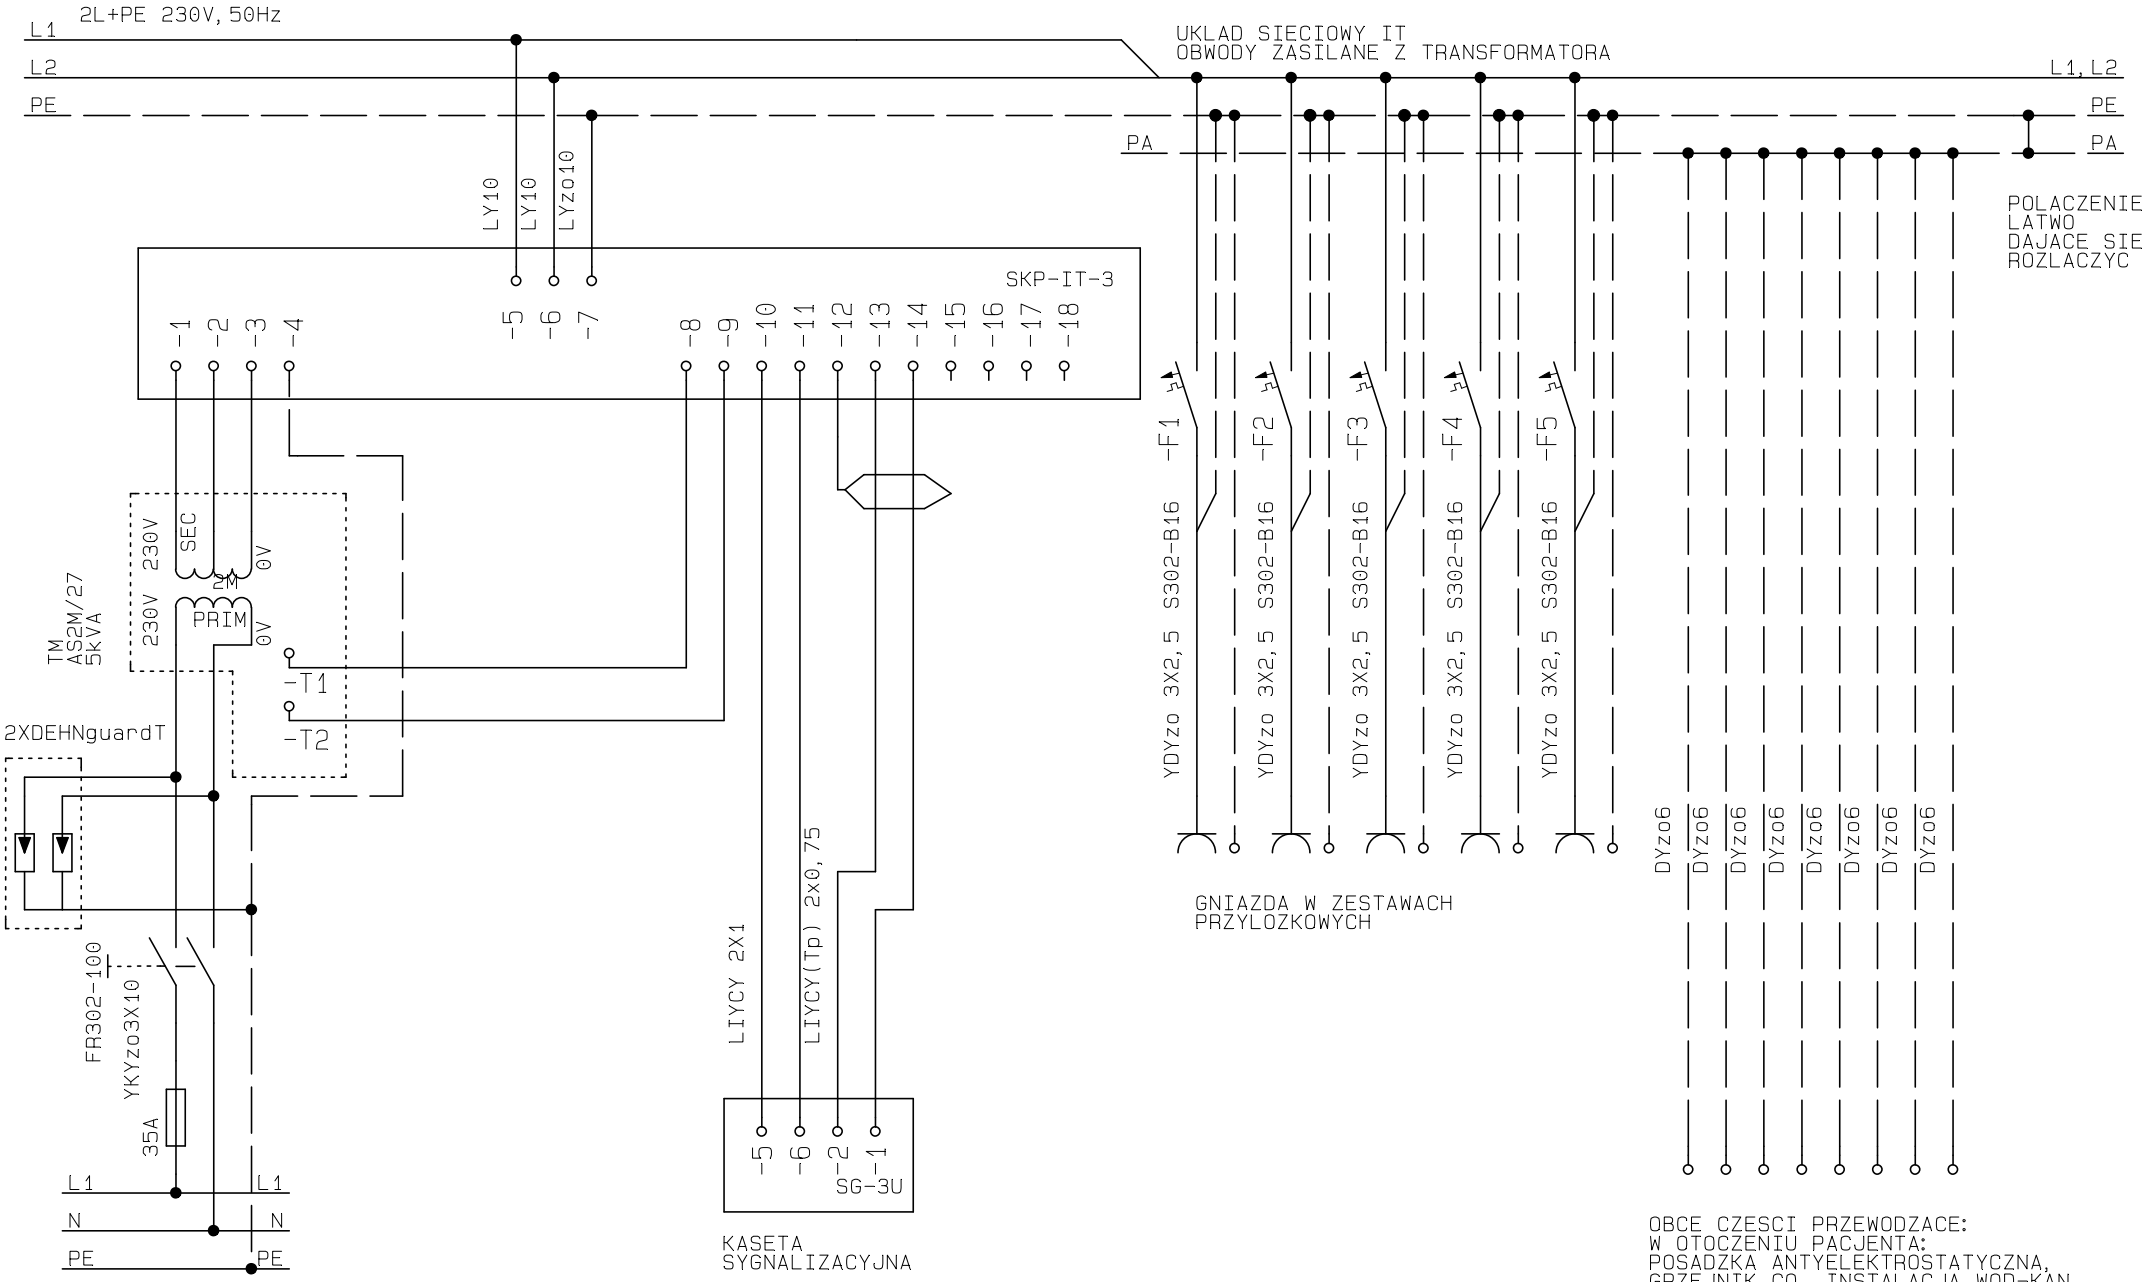 2L+PE 230V,50Hz
L1
L2
PE
UKLAD SIECIOWY IT
OBWODY ZASILANE Z TRANSFORMATORA
L1,L2
PE
PA
PA
POLACZENIE
LATWO
DAJACE SIE
ROZLACZYC
LY10
LY10
LYzo10
SKP-IT-3
-1
-2
-3
-4
-5
-6
-7
-8
-9
-10
-11
-12
-13
-14
-15
-16
-17
-18
-F1
-F2
-F3
-F4
-F5
230V
SEC
0V
2M
230V
PRIM
0V
TM
AS2M/27
5kVA
-T1
-T2
2XDEHNguardT
YDYzo 3X2,5 S302-B16
YDYzo 3X2,5 S302-B16
YDYzo 3X2,5 S302-B16
YDYzo 3X2,5 S302-B16
YDYzo 3X2,5 S302-B16
DYzo6
DYzo6
DYzo6
DYzo6
DYzo6
DYzo6
DYzo6
DYzo6
GNIAZDA W ZESTAWACH
PRZYLOZKOWYCH
FR302-100
YKYzo3X10
35A
LIYCY 2X1
LIYCY(Tp) 2x0,75
-5
-6
-2
-1
SG-3U
KASETA
SYGNALIZACYJNA
L1
L1
N
N
PE
PE
OBCE CZESCI PRZEWODZACE:
W OTOCZENIU PACJENTA:
POSADZKA ANTYELEKTROSTATYCZNA,
GRZEJNIK CO, INSTALACJA WOD-KAN